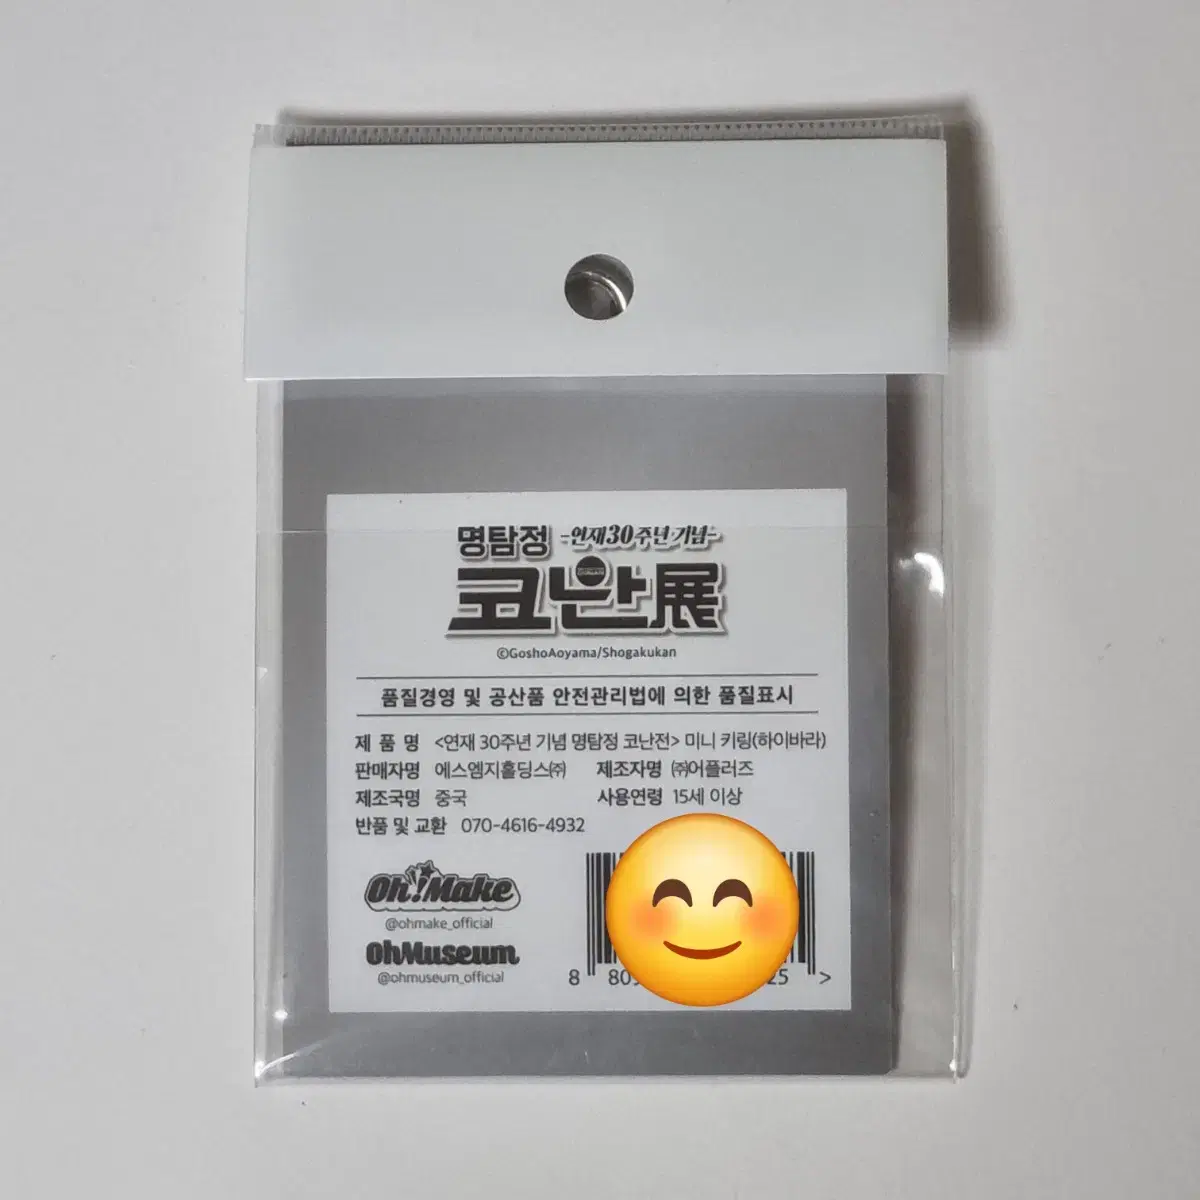 명탐정 -연재30주년 기념-
코난展
©GoshoAoyama/Shogakukan
품질경영 및 공산품 안전관리법에 의한 품질표시
제 품 명 <연재 30주년 기념 명탐정 코난전> 미니 키링(하이바라)
판매자명 에스엠지홀딩스㈜ 제조자명 ㈜어플러즈
제조국명 중국 사용연령 15세 이상
반품 및 교환 070-4616-4932
Oh!Make
@ohmake_official
OhMuseum
@ohmuseum_official
8 809 25 >